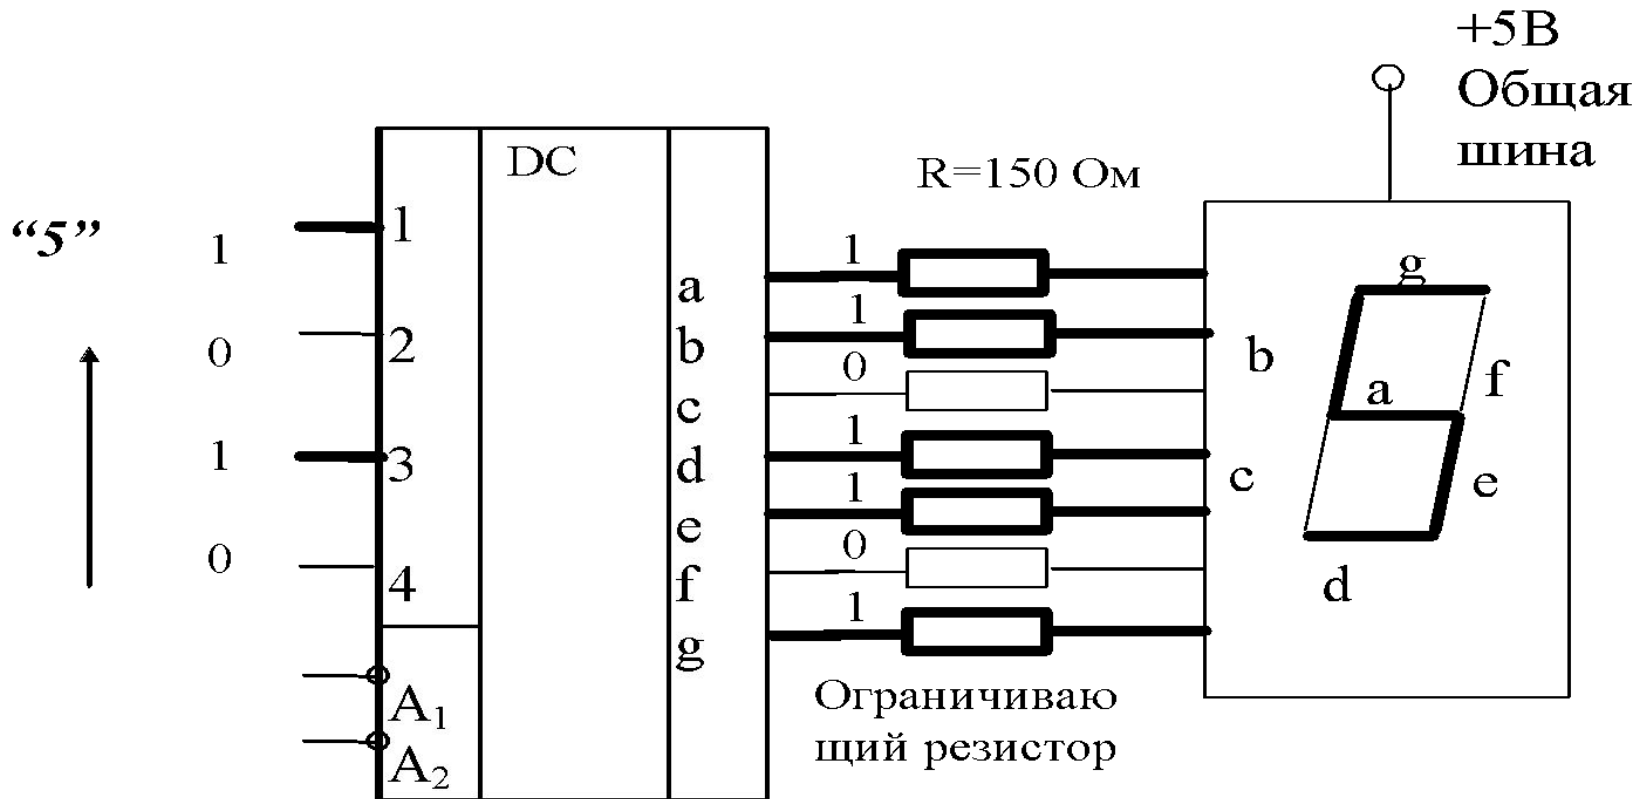 +5В
Общая
шина
DC
R=150 Ом
“5”
1
0
1
0
1
2
3
4
A1
A2
a
b
c
d
e
f
g
1
1
0
1
1
0
1
Ограничиваю
щий резистор
g
b
f
a
c
e
d